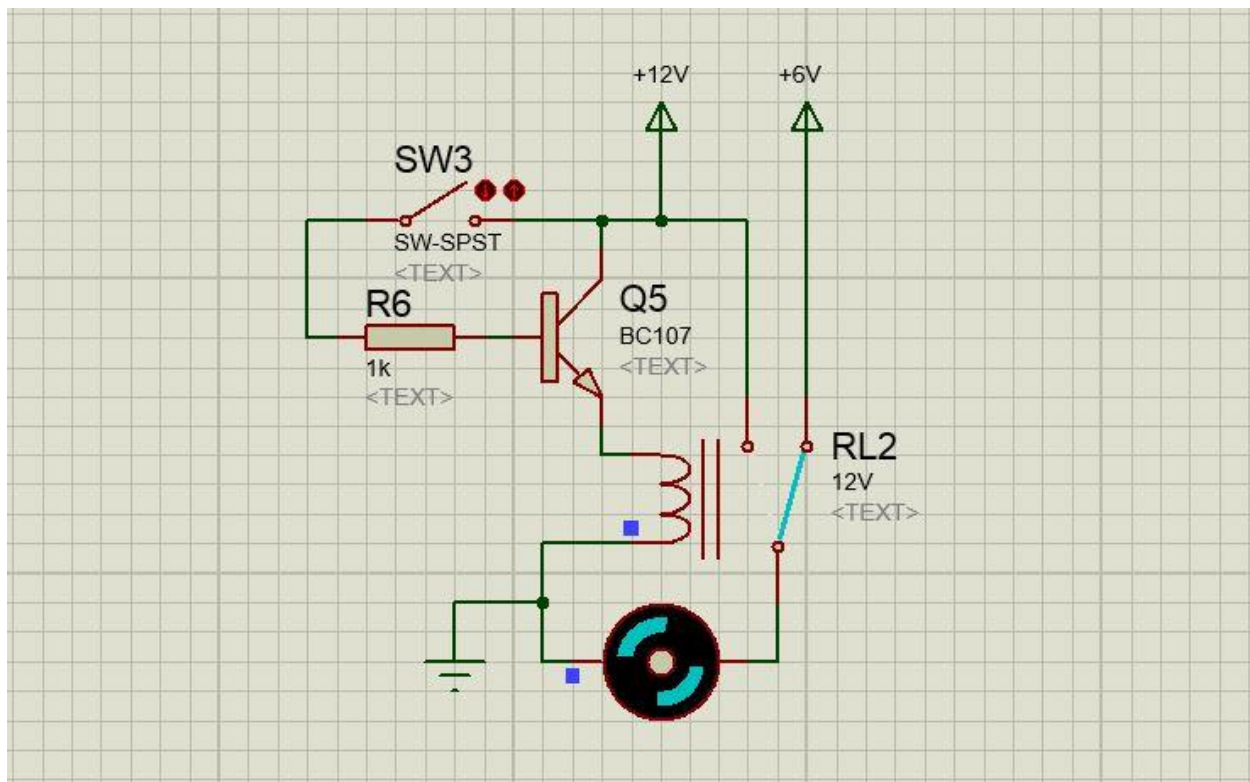 +12V
+6V
SW3
SW-SPST
<TEXT>
R6
1k
<TEXT>
Q5
BC107
<TEXT>
RL2
12V
<TEXT>